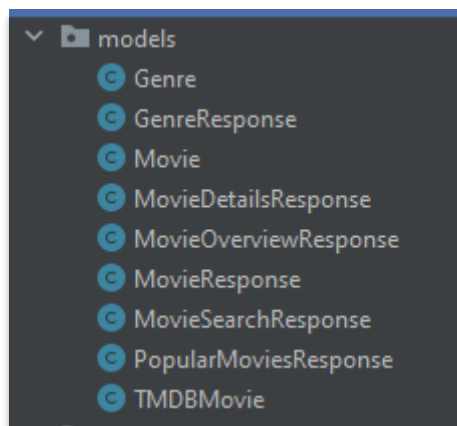 models
C Genre
C GenreResponse
C Movie
C MovieDetailsResponse
C MovieOverviewResponse
C MovieResponse
C MovieSearchResponse
C PopularMoviesResponse
C TMDBMovie